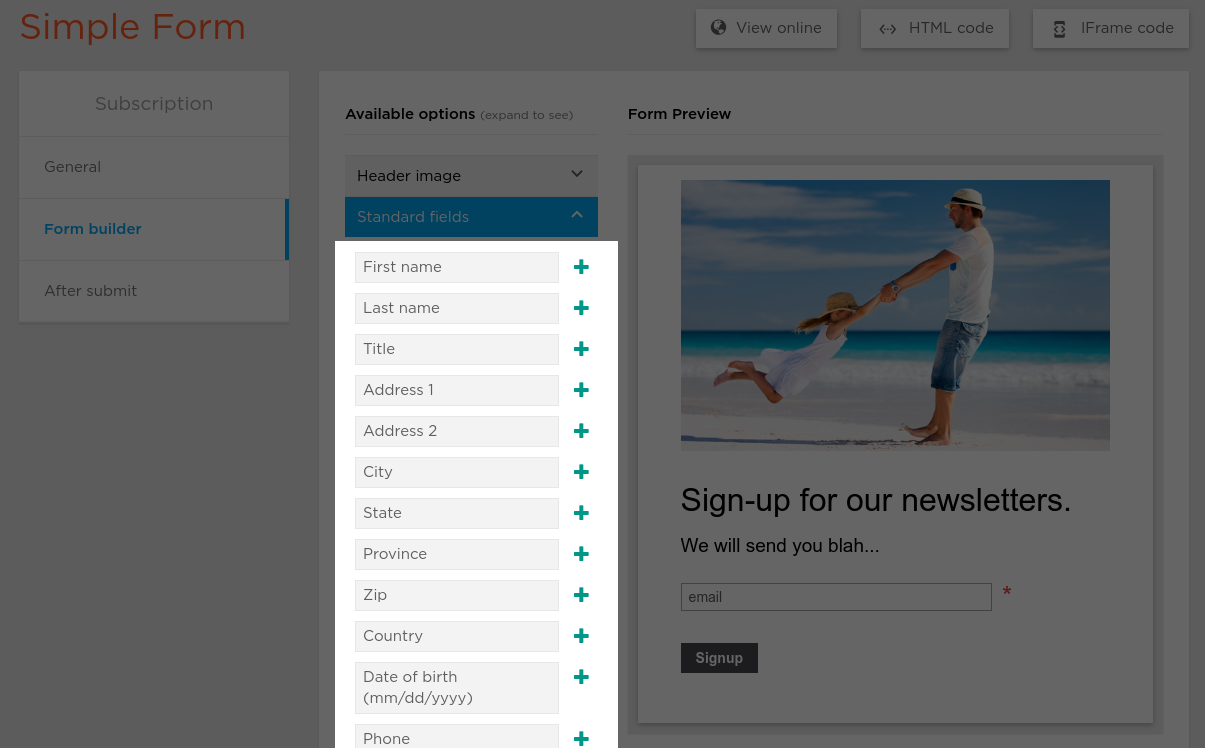 Simple Form
View online
HTML code
IFrame code
Subscription
General
Form builder
After submit
Available options (expand to see)
Header image
Standard fields
First name
Last name
Title
Address 1
Address 2
City
State
Province
Zip
Country
Date of birth
(mm/dd/yyyy)
Phone
Form Preview
Sign-up for our newsletters.
We will send you blah...
email *
Signup